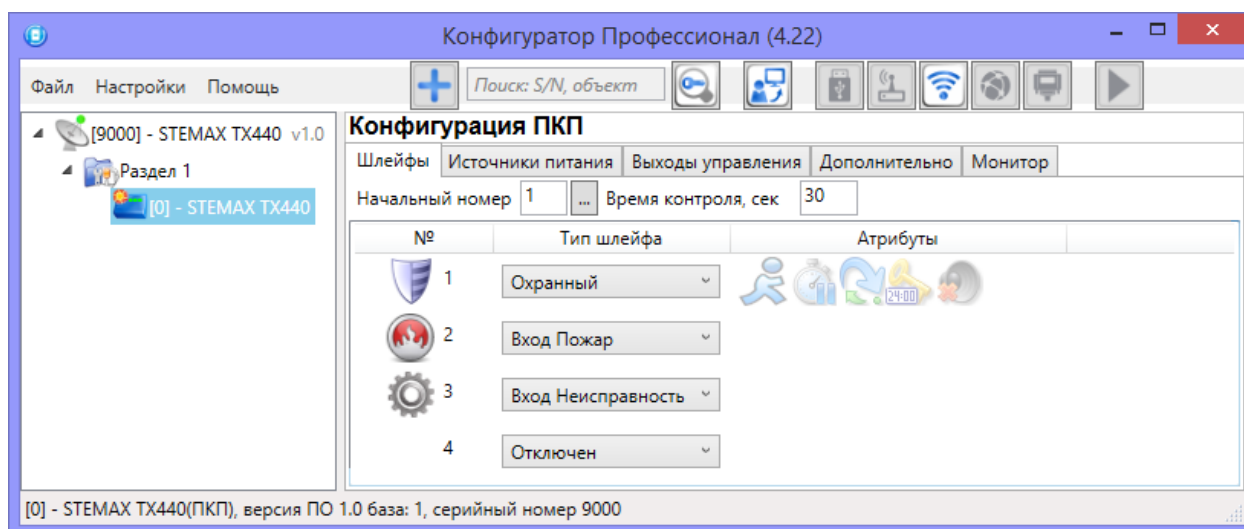 Конфигуратор Профессионал (4.22)
Файл Настройки Помощь Поиск: S/N, объект
[9000] - STEMAX TX440 v1.0
Раздел 1
[0] - STEMAX TX440
Конфигурация ПКП
Шлейфы Источники питания Выходы управления Дополнительно Монитор
Начальный номер 1 ... Время контроля, сек 30
№ Тип шлейфа Атрибуты
1 Охранный 24:00
2 Вход Пожар
3 Вход Неисправность
4 Отключен
[0] - STEMAX TX440(ПКП), версия ПО 1.0 база: 1, серийный номер 9000